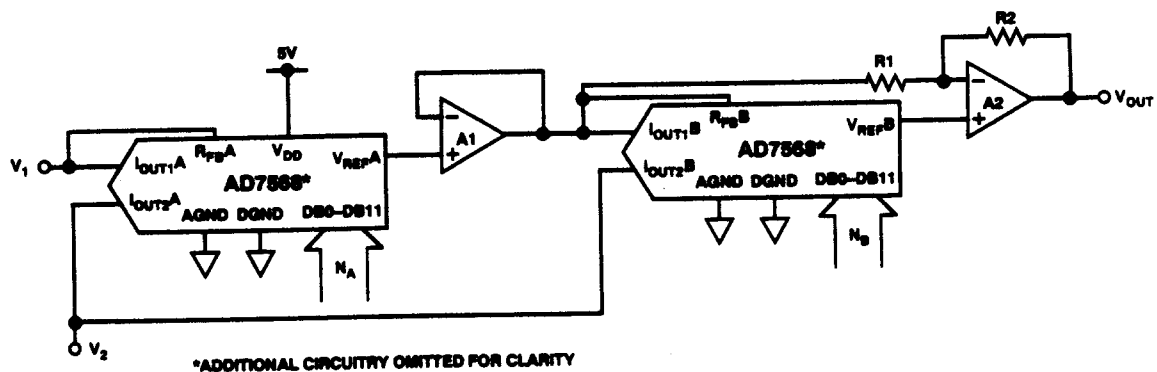 R2
5V
R1
A1
A2
VOUT
V1
IOUT1A
RFBA
VDD
VREFA
IOUT2A
AD7568*
AGND DGND DB0–DB11
NA
IOUT1B
RFBB
VREFB
IOUT2B
AD7568*
AGND DGND DB0–DB11
NB
V2
*ADDITIONAL CIRCUITRY OMITTED FOR CLARITY